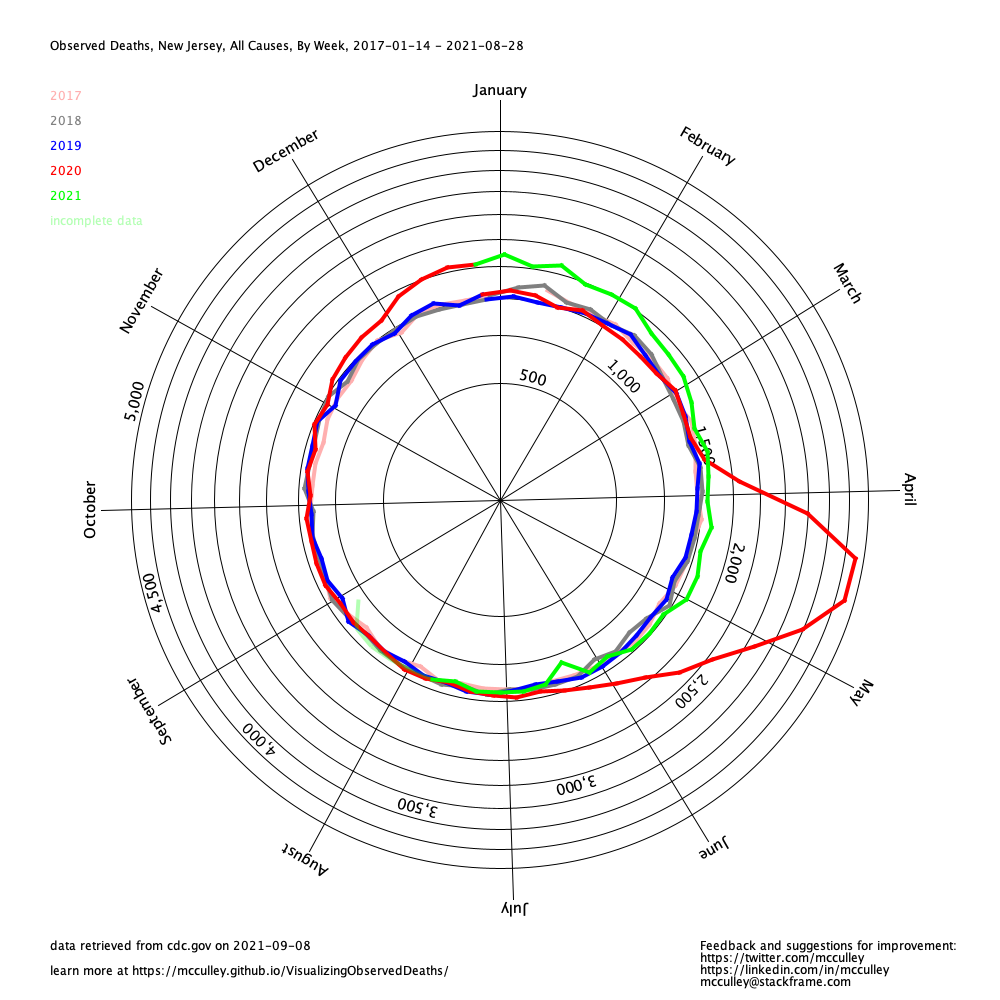 Observed Deaths, New Jersey, All Causes, By Week, 2017-01-14 - 2021-08-28
January
2017
2018
2019
2020
2021
incomplete data
December
February
November
March
5,000
500
1,000
1,500
October
April
2,000
4,500
September
May
2,500
4,000
3,000
3,500
August
June
July
data retrieved from cdc.gov on 2021-09-08
learn more at https://mcculley.github.io/VisualizingObservedDeaths/
Feedback and suggestions for improvement:
https://twitter.com/mcculley
https://linkedin.com/in/mcculley
mcculley@stackframe.com